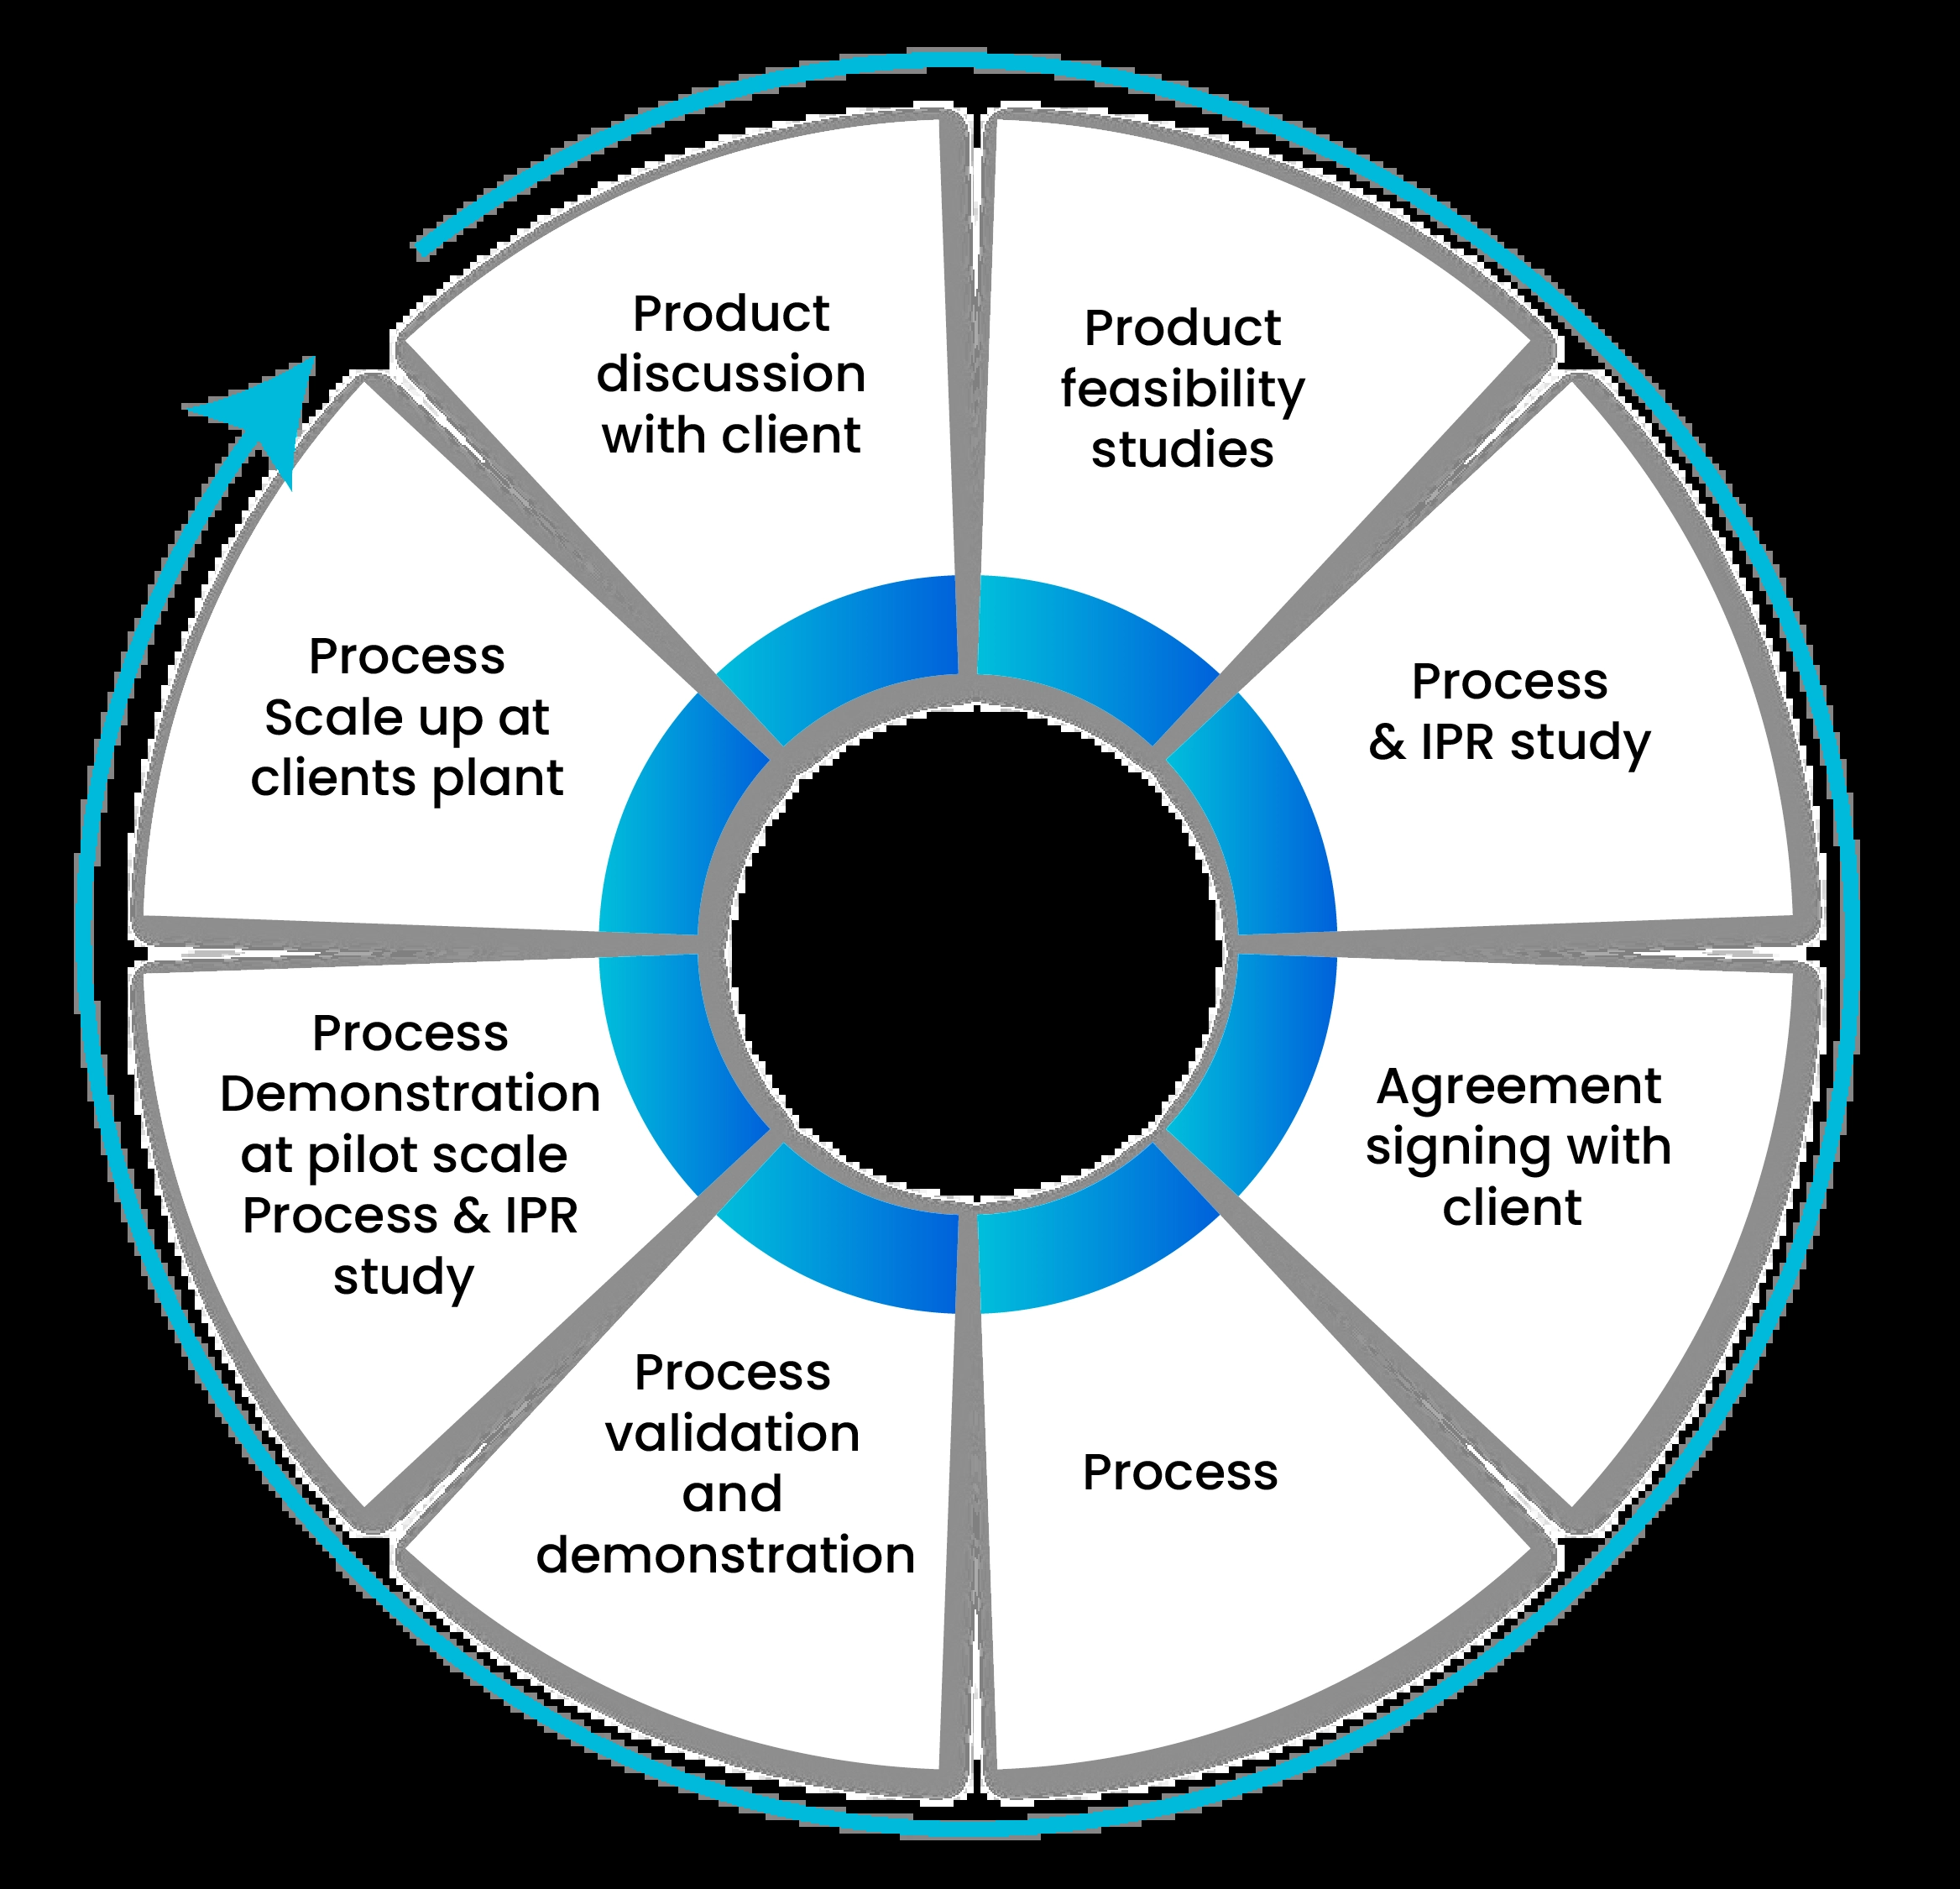 Product
discussion
with client
Product
feasibility
studies
Process
& IPR study
Agreement
signing with
client
Process
Process
validation
and
demonstration
Process
Demonstration
at pilot scale
Process & IPR
study
Process
Scale up at
clients plant